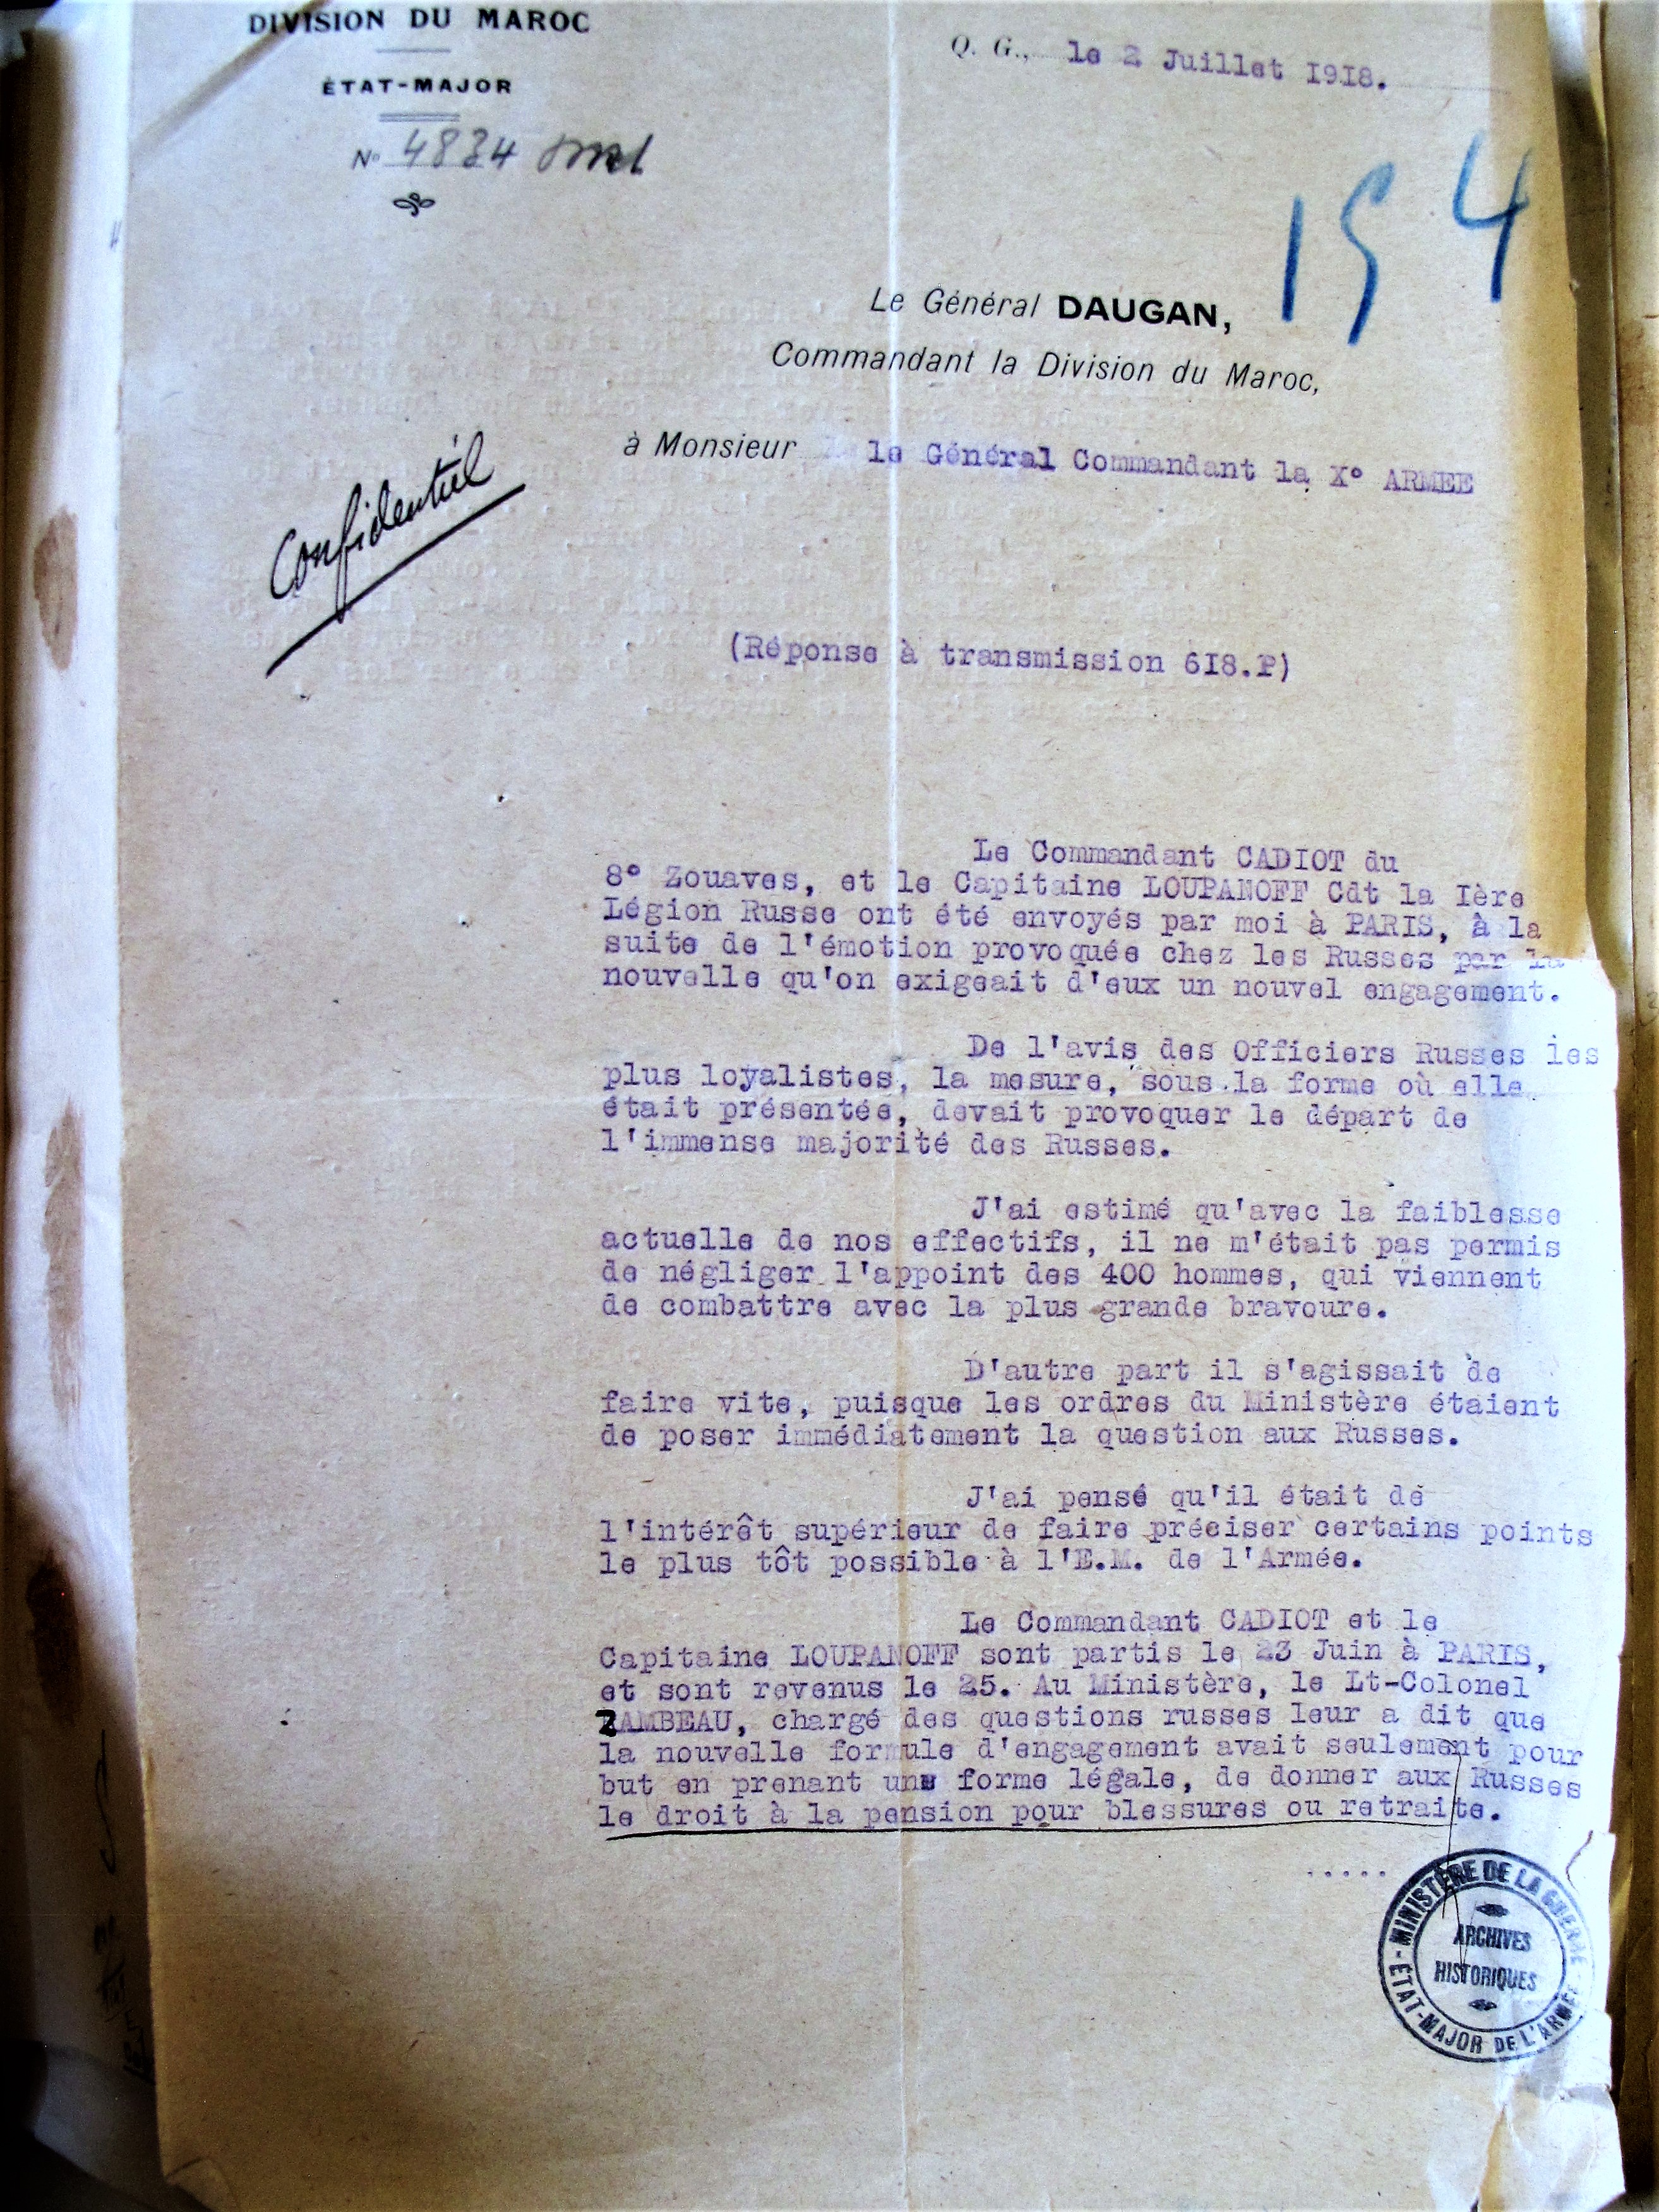 DIVISION DU MAROC
ÉTAT-MAJOR
N° 4834
Q. G., le 2 Juillet 1918.
194
Le Général DAUGAN,
Commandant la Division du Maroc,
à Monsieur le Général Commandant la X° ARMEE
Confidentiel
(Réponse à transmission 6I8.P)
Le Commandant CADIOT du
8° Zouaves, et le Capitaine LOUPANOFF Cdt la Ière
Légion Russe ont été envoyés par moi à PARIS, à la
suite de l'émotion provoquée chez les Russes par la
nouvelle qu'on exigeait d'eux un nouvel engagement.
De l'avis des Officiers Russes les
plus loyalistes, la mesure, sous la forme où elle
était présentée, devait provoquer le départ de
l'immense majorité des Russes.
J'ai estimé qu'avec la faiblesse
actuelle de nos effectifs, il ne m'était pas permis
de négliger l'appoint des 400 hommes, qui viennent
de combattre avec la plus grande bravoure.
D'autre part il s'agissait de
faire vite, puisque les ordres du Ministère étaient
de poser immédiatement la question aux Russes.
J'ai pensé qu'il était de
l'intérêt supérieur de faire préciser certains points
le plus tôt possible à l'E.M. de l'Armée.
Le Commandant CADIOT et le
Capitaine LOUPANOFF sont partis le 23 Juin à PARIS,
et sont revenus le 25. Au Ministère, le Lt-Colonel
ZAMBEAU, chargé des questions russes leur a dit que
la nouvelle formule d'engagement avait seulement pour
but en prenant une forme légale, de donner aux Russes
le droit à la pension pour blessures ou retraite.
.....
MINISTÈRE DE LA GUERRE
ARCHIVES
HISTORIQUES
ÉTAT-MAJOR DE L'ARMÉE